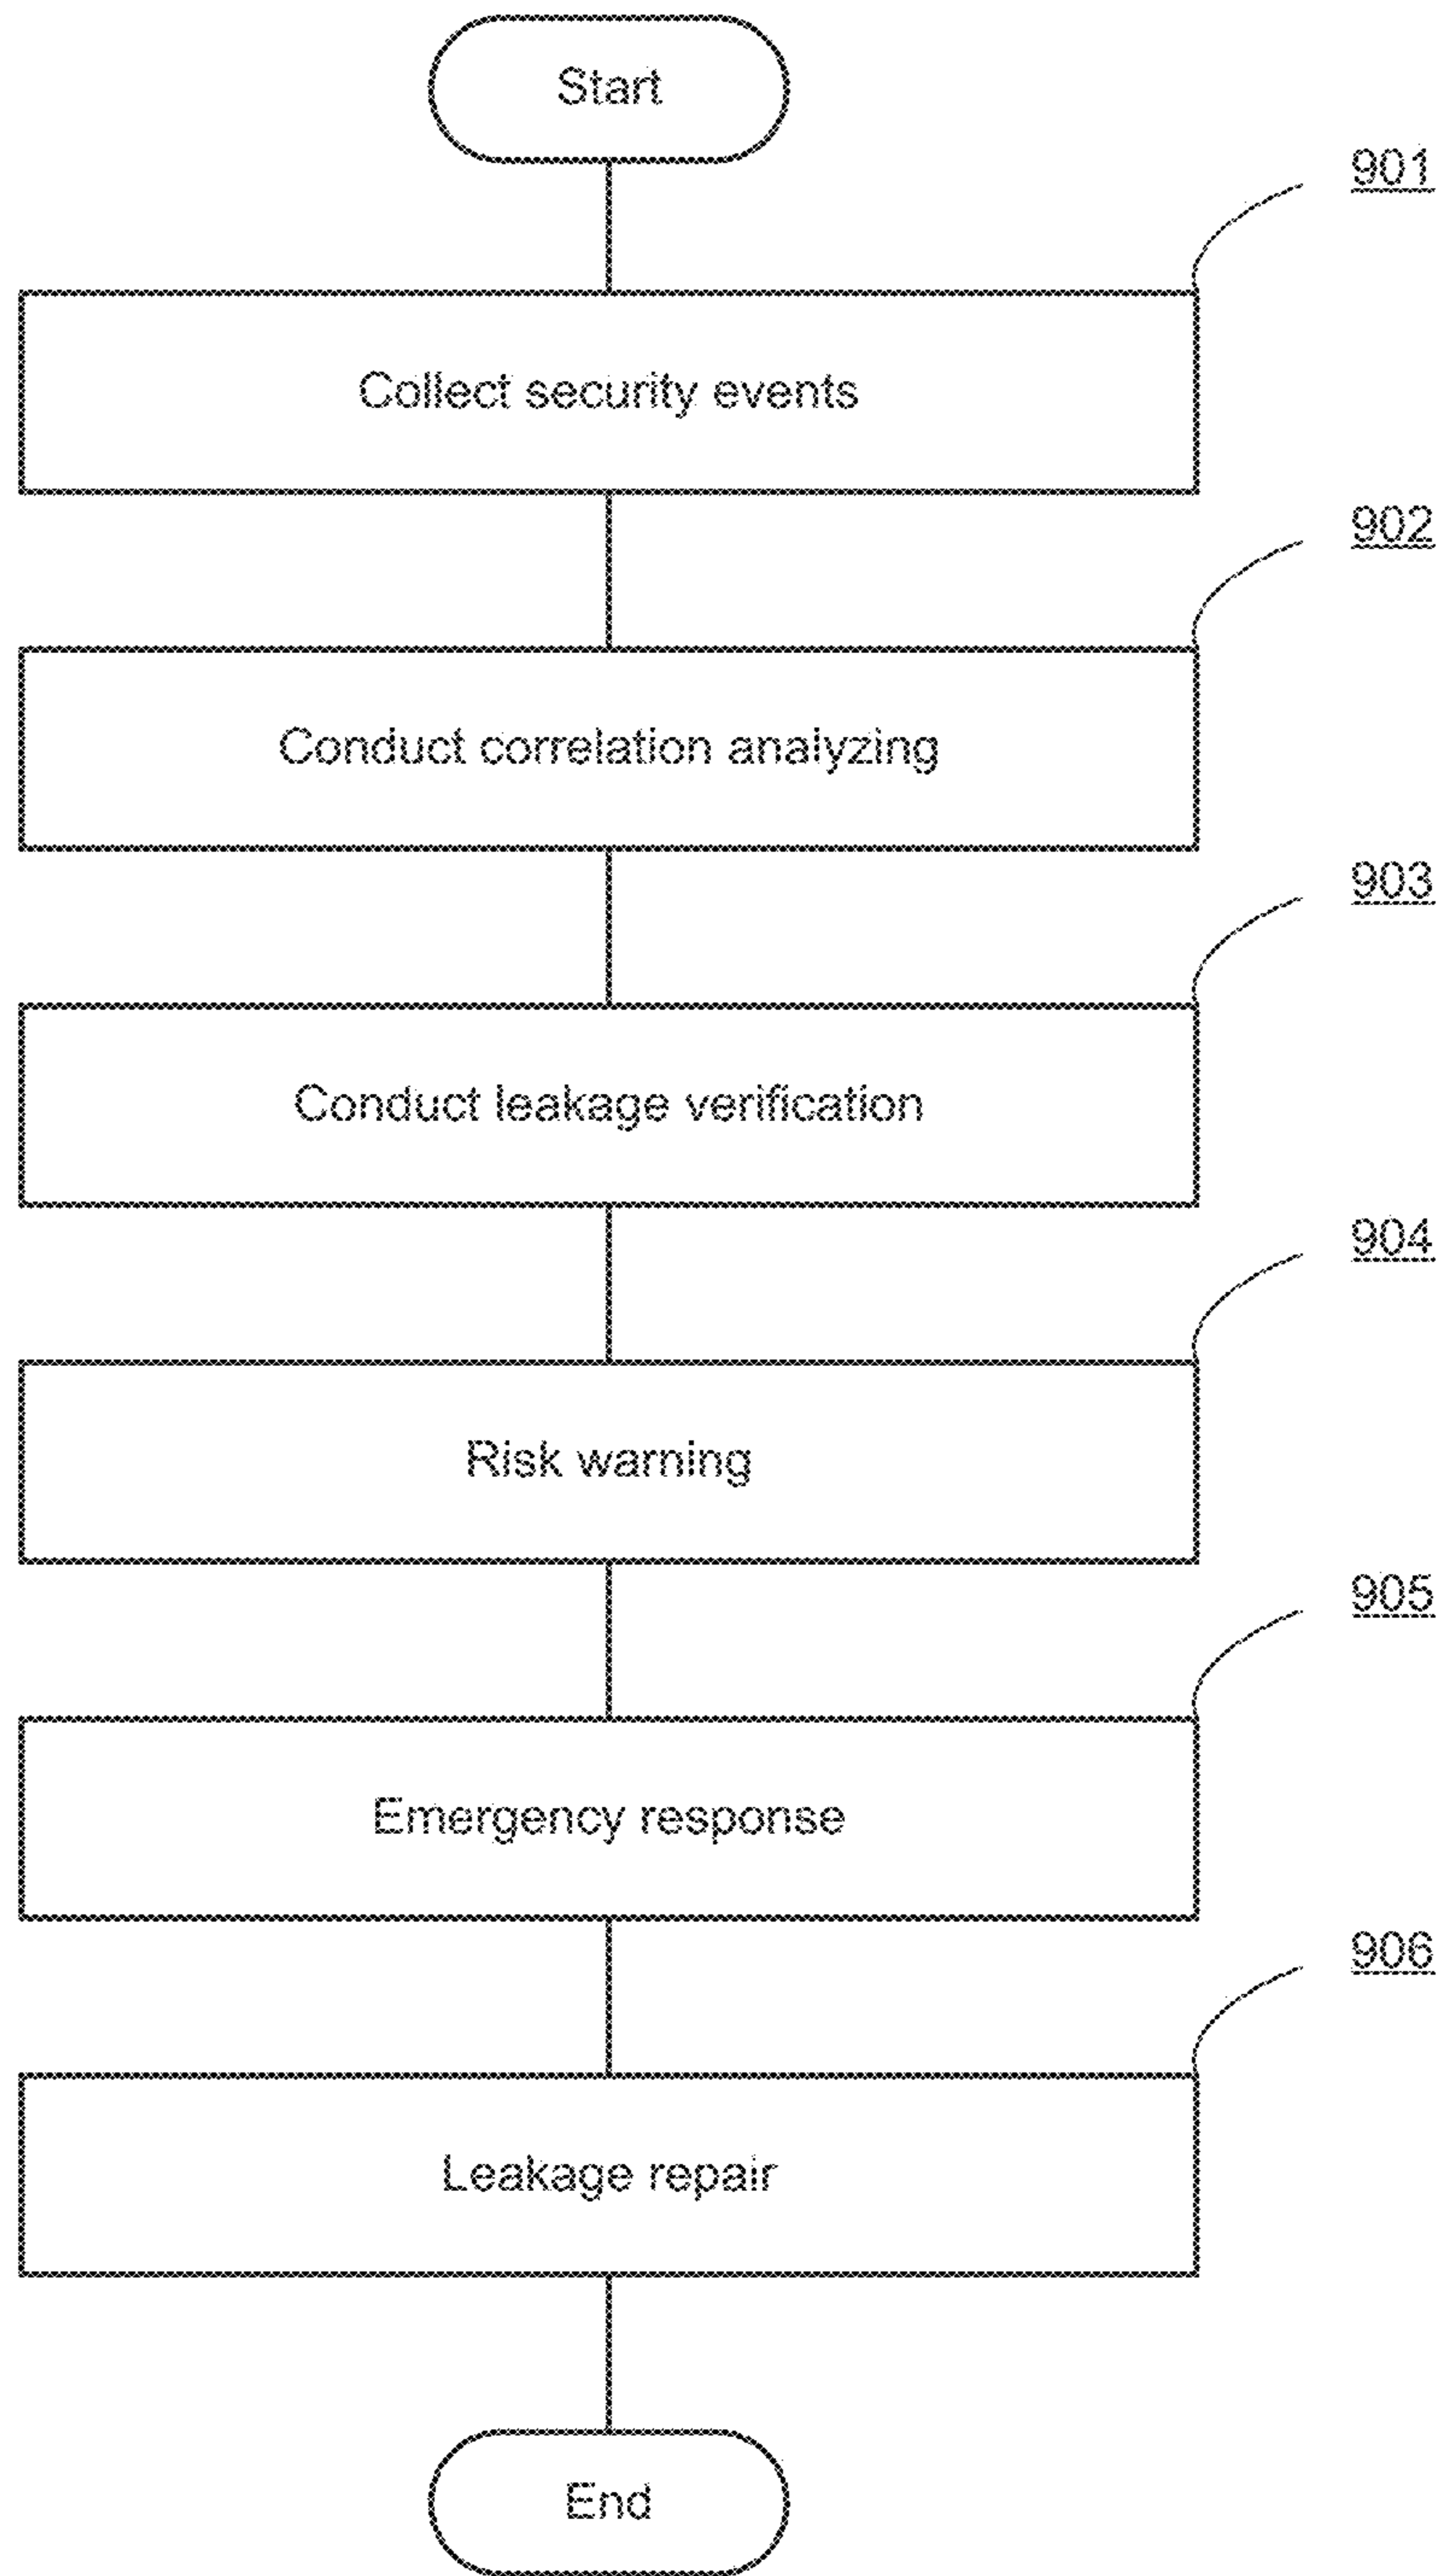 Start
901
Collect security events
902
Conduct correlation analyzing
903
Conduct leakage verification
904
Risk warning
905
Emergency response
906
Leakage repair
End